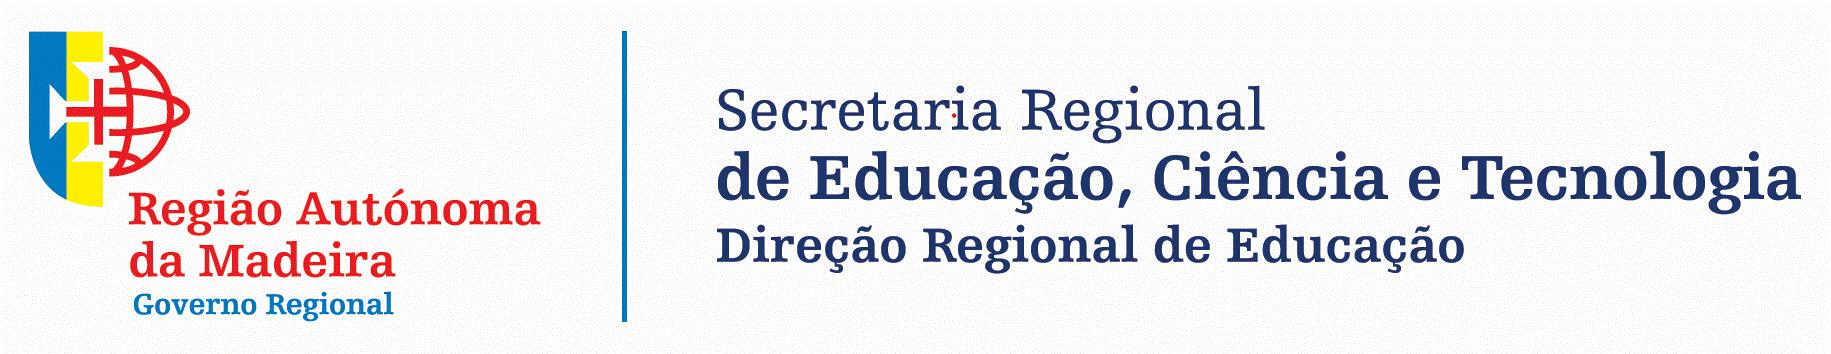 Região Autónoma
da Madeira
Governo Regional
Secretaria Regional
de Educação, Ciência e Tecnologia
Direção Regional de Educação